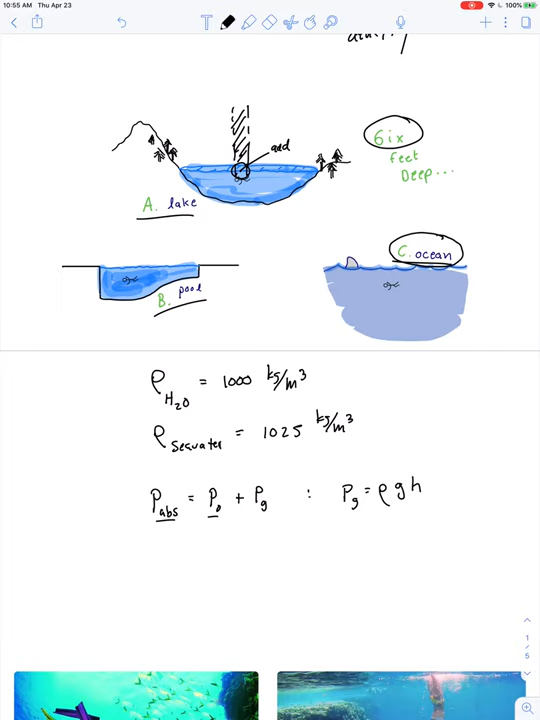 10:55 AM Thu Apr 23
100%
add
6ix
feet
Deep...
A. lake
C. ocean
B. pool
ρH₂O = 1000 kg/m³
ρseawater = 1025 kg/m³
Pabs = P₀ + Pg : Pg = ρgh
1
/
5